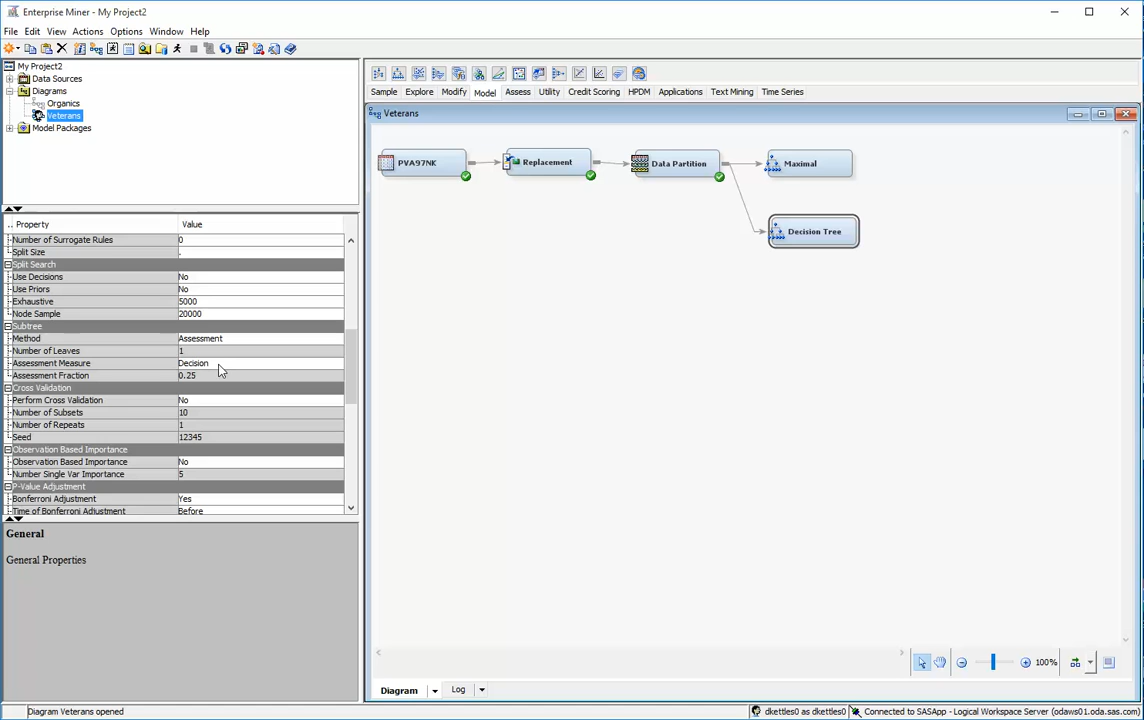 Enterprise Miner - My Project2
File Edit View Actions Options Window Help
My Project2
Data Sources
Diagrams
Organics
Veterans
Model Packages
.. Property Value
Number of Surrogate Rules 0
Split Size .
Split Search
Use Decisions No
Use Priors No
Exhaustive 5000
Node Sample 20000
Subtree
Method Assessment
Number of Leaves 1
Assessment Measure Decision
Assessment Fraction 0.25
Cross Validation
Perform Cross Validation No
Number of Subsets 10
Number of Repeats 1
Seed 12345
Observation Based Importance
Observation Based Importance No
Number Single Var Importance 5
P-Value Adjustment
Bonferroni Adjustment Yes
Time of Bonferroni Adjustment Before
General
General Properties
Sample Explore Modify Model Assess Utility Credit Scoring HPDM Applications Text Mining Time Series
Veterans
PVA97NK Replacement Data Partition Maximal
Decision Tree
100%
Diagram Log
Diagram Veterans opened
dkettles0 as dkettles0 Connected to SASApp - Logical Workspace Server (odaws01.oda.sas.com)